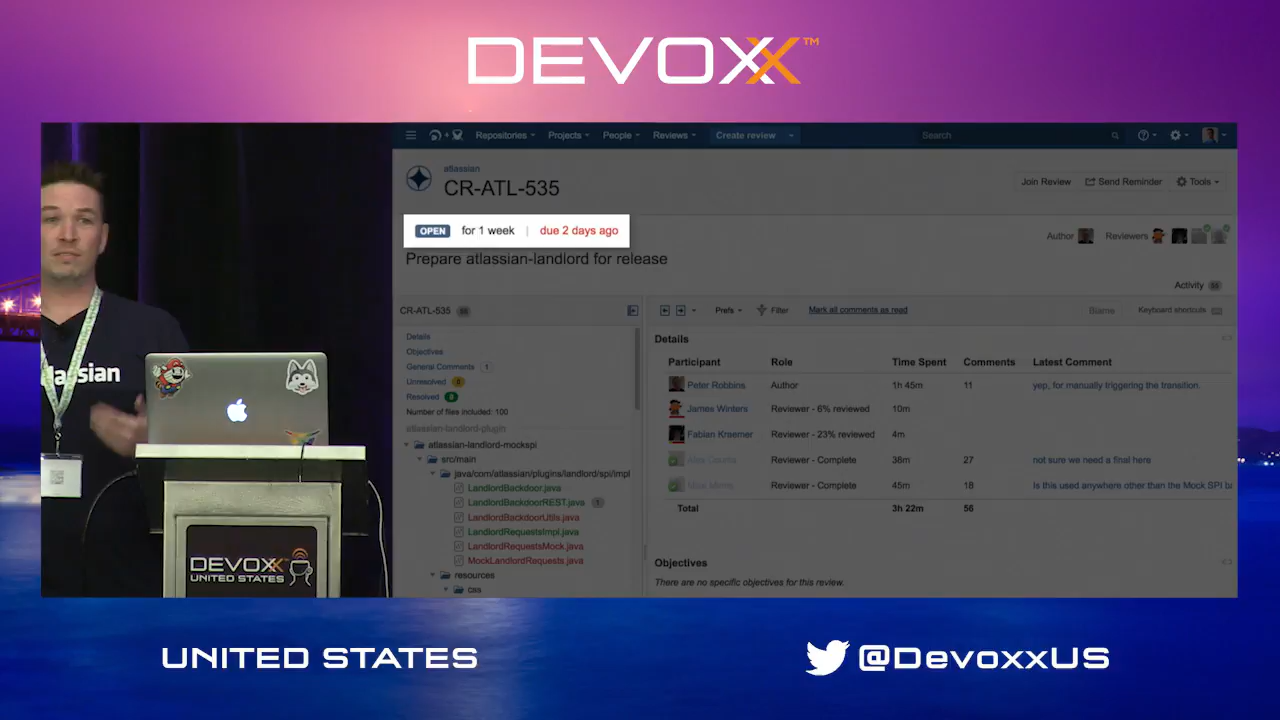 DEVOXX™
Repositories Projects People Reviews Create review Search
atlassian
CR-ATL-535
Join Review Send Reminder Tools
OPEN for 1 week | due 2 days ago
Author Reviewers
Prepare atlassian-landlord for release
Activity
CR-ATL-535
Prefs Filter Mark all comments as read Blame Keyboard shortcuts
Details
Objectives
General Comments 1
Unresolved
Resolved
Number of files included: 100
atlassian-landlord-plugin
atlassian-landlord-mockspi
src/main
java/com/atlassian/plugins/landlord/spi/impl
LandlordBackdoor.java
LandlordBackdoorREST.java 1
LandlordBackdoorUtils.java
LandlordRequestsImpl.java
LandlordRequestsMock.java
MockLandlordRequests.java
resources
css
Details
Participant Role Time Spent Comments Latest Comment
Peter Robbins Author 1h 45m 11 yep, for manually triggering the transition.
James Winters Reviewer - 6% reviewed 10m
Fabian Kraemer Reviewer - 23% reviewed 4m
Reviewer - Complete 38m 27 not sure we need a final here
Reviewer - Complete 45m 18 Is this used anywhere other than the Mock SPI
Total 3h 22m 56
Objectives
There are no specific objectives for this review.
lassian
DEVOXX
UNITED STATES
UNITED STATES
@DevoxxUS